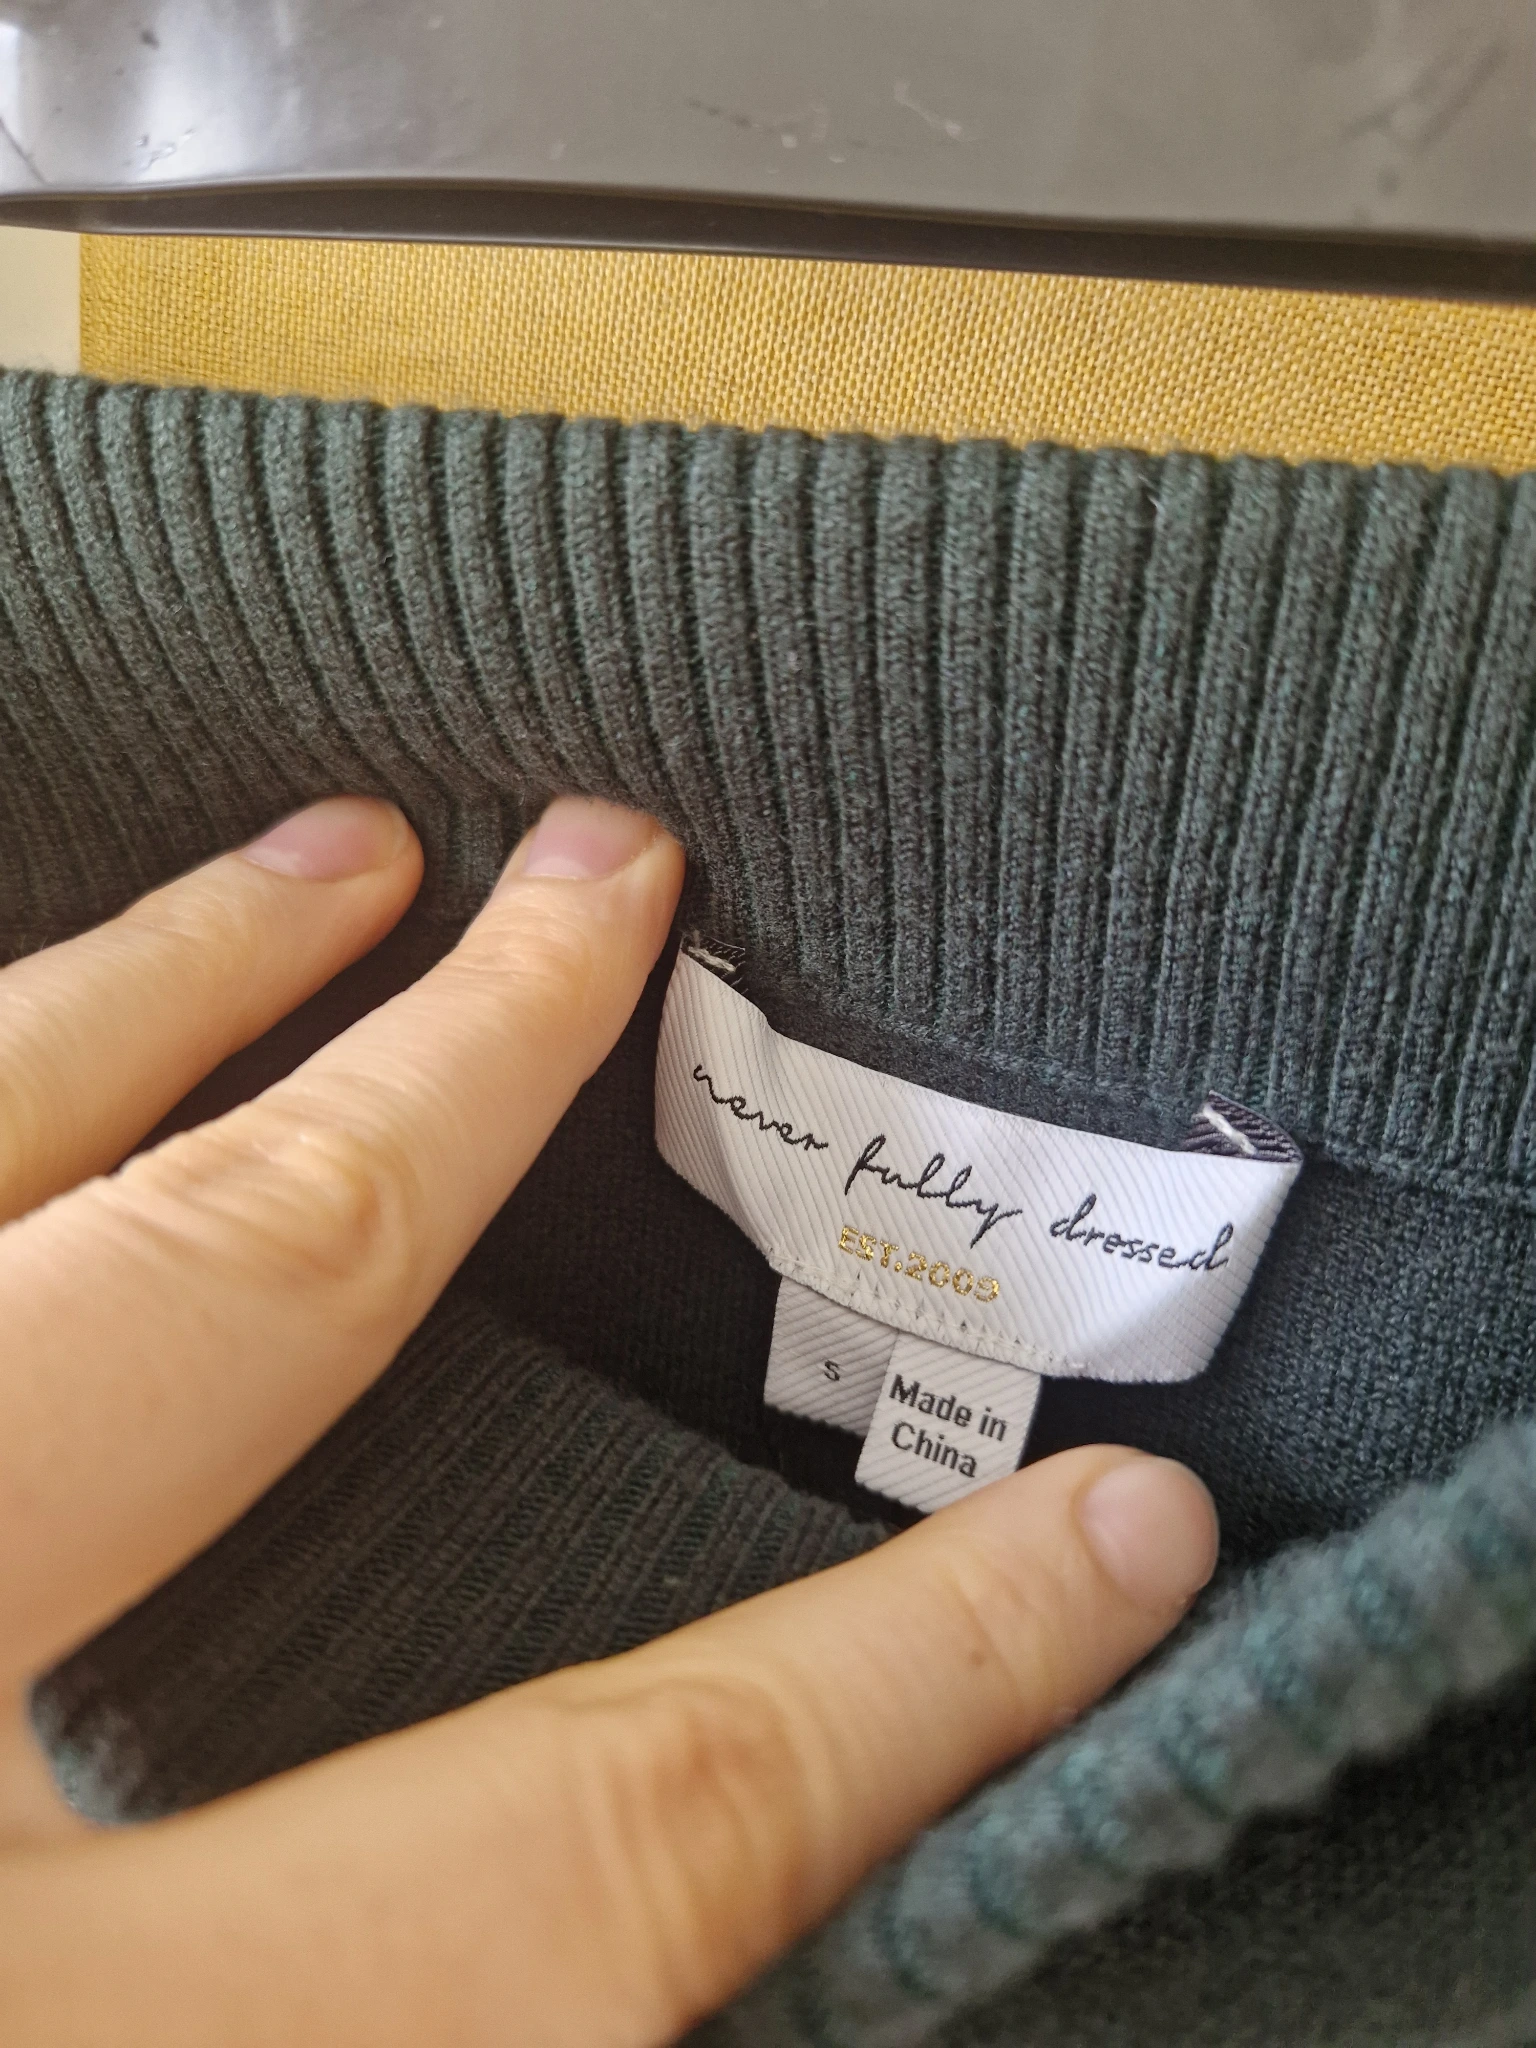 never fully dressed
EST.2009
S
Made in
China